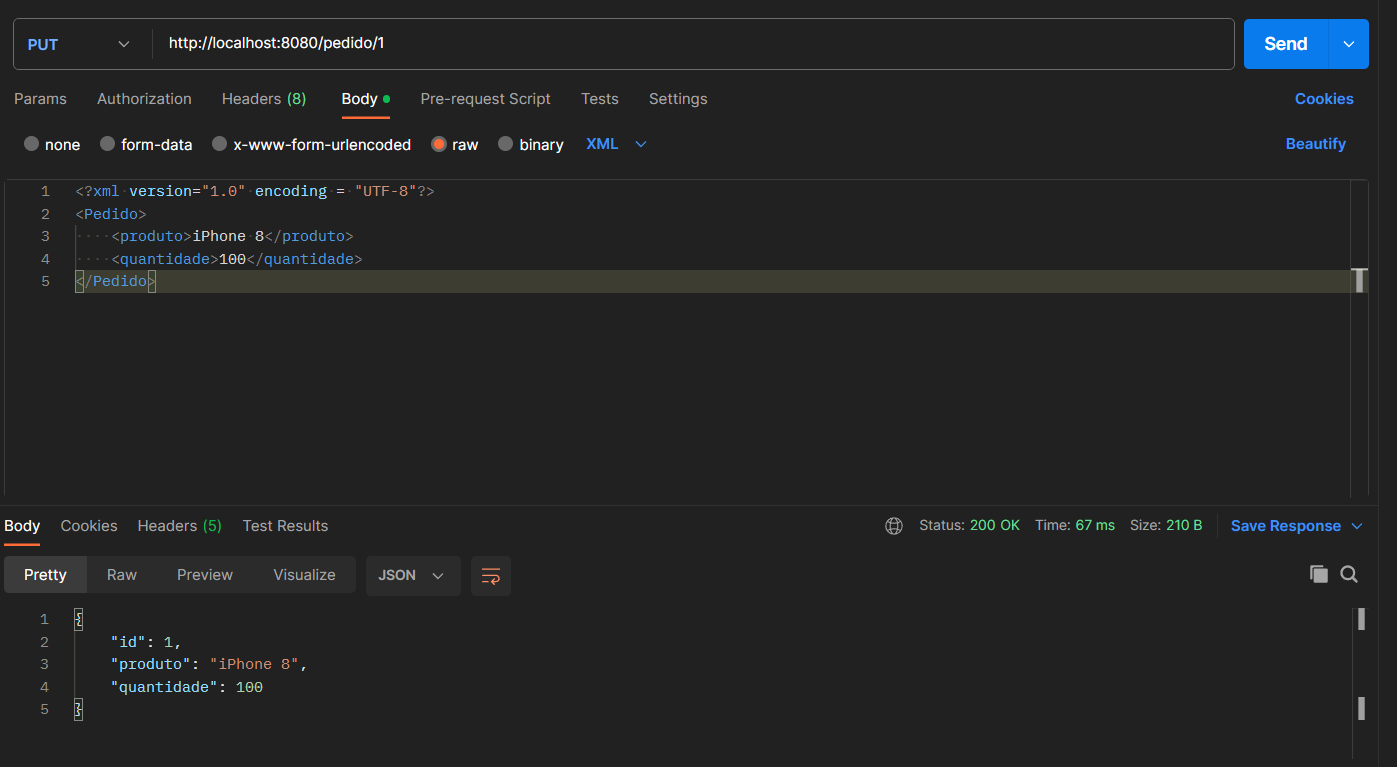 PUT http://localhost:8080/pedido/1 Send
Params Authorization Headers (8) Body Pre-request Script Tests Settings Cookies
none form-data x-www-form-urlencoded raw binary XML Beautify
1 <?xml version="1.0" encoding = "UTF-8"?>
2 <Pedido>
3 <produto>iPhone 8</produto>
4 <quantidade>100</quantidade>
5 </Pedido>
Body Cookies Headers (5) Test Results Status: 200 OK Time: 67 ms Size: 210 B Save Response
Pretty Raw Preview Visualize JSON
1 {
2 "id": 1,
3 "produto": "iPhone 8",
4 "quantidade": 100
5 }